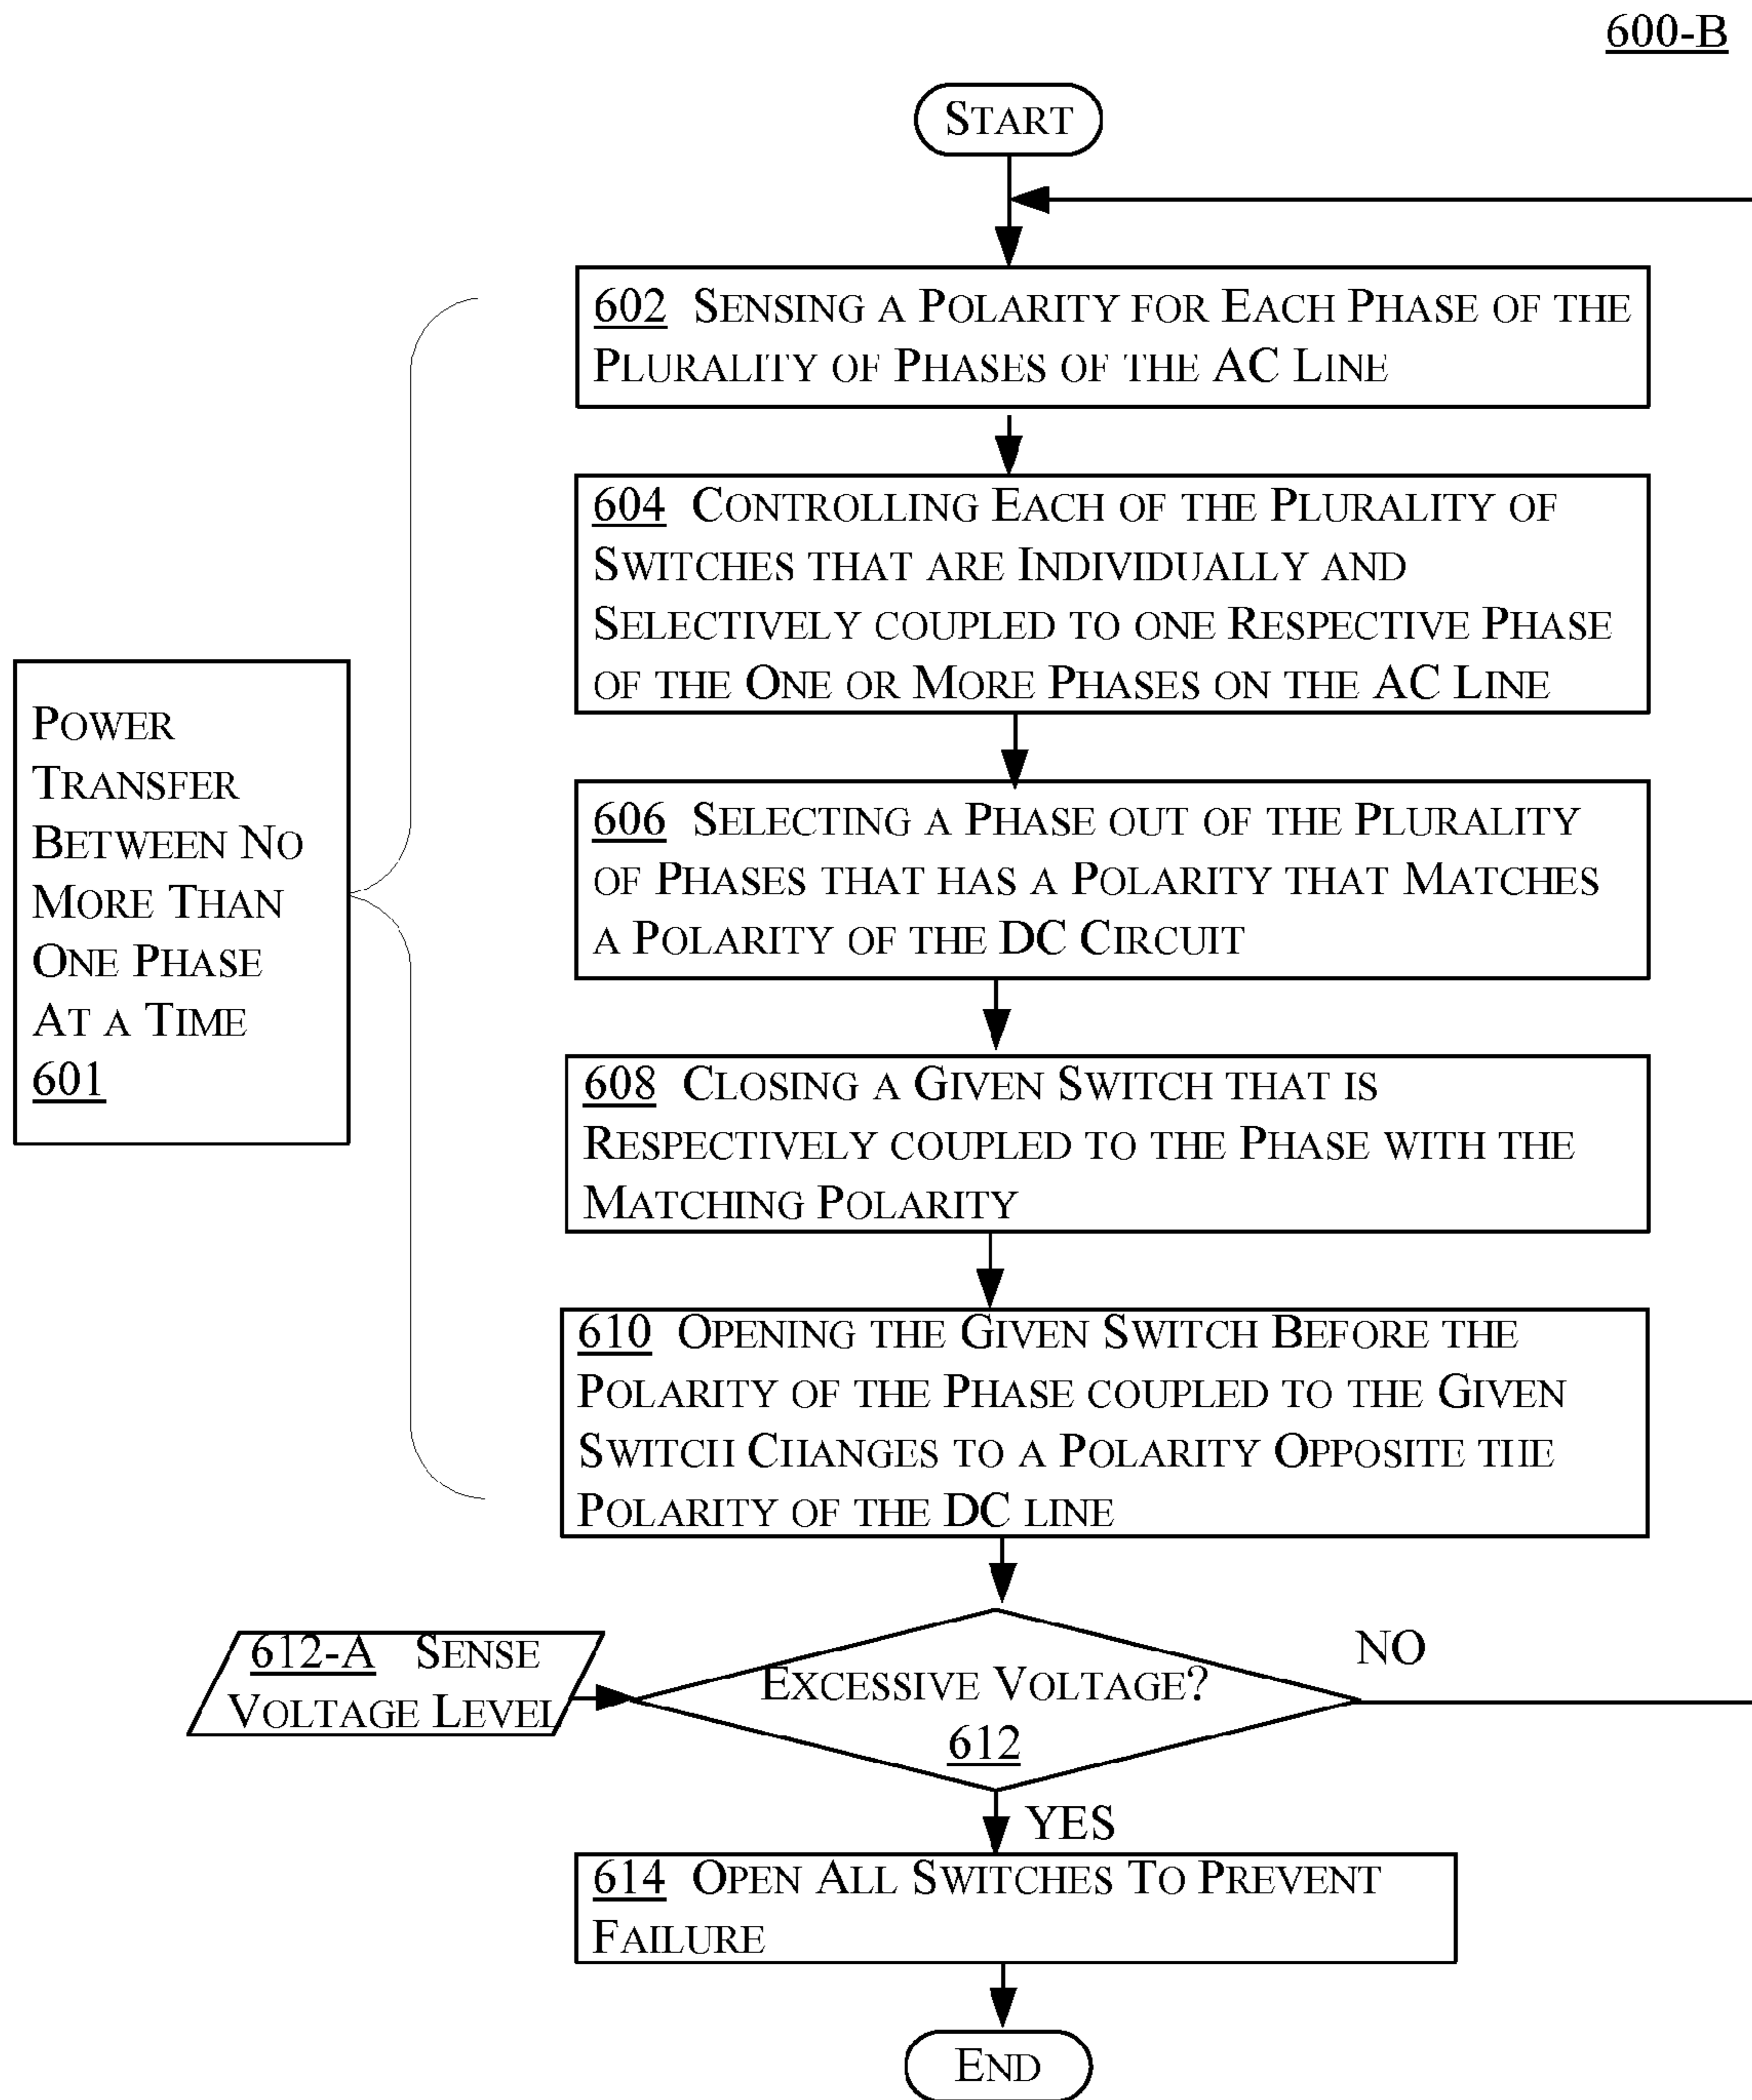 600-B
START
602 SENSING A POLARITY FOR EACH PHASE OF THE
PLURALITY OF PHASES OF THE AC LINE
604 CONTROLLING EACH OF THE PLURALITY OF
SWITCHES THAT ARE INDIVIDUALLY AND
SELECTIVELY COUPLED TO ONE RESPECTIVE PHASE
OF THE ONE OR MORE PHASES ON THE AC LINE
POWER
TRANSFER
BETWEEN NO
MORE THAN
ONE PHASE
AT A TIME
601
606 SELECTING A PHASE OUT OF THE PLURALITY
OF PHASES THAT HAS A POLARITY THAT MATCHES
A POLARITY OF THE DC CIRCUIT
608 CLOSING A GIVEN SWITCH THAT IS
RESPECTIVELY COUPLED TO THE PHASE WITH THE
MATCHING POLARITY
610 OPENING THE GIVEN SWITCH BEFORE THE
POLARITY OF THE PHASE COUPLED TO THE GIVEN
SWITCH CHANGES TO A POLARITY OPPOSITE THE
POLARITY OF THE DC LINE
612-A SENSE
VOLTAGE LEVEL
EXCESSIVE VOLTAGE?
612
NO
YES
614 OPEN ALL SWITCHES TO PREVENT
FAILURE
END